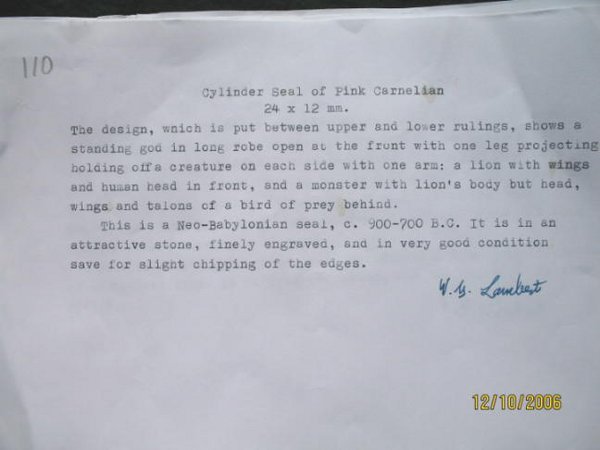 110
Cylinder Seal of Pink Carnelian
24 x 12 mm.
The design, which is put between upper and lower rulings, shows a
standing god in long robe open at the front with one leg projecting
holding off a creature on each side with one arm: a lion with wings
and human head in front, and a monster with lion's body but head,
wings and talons of a bird of prey behind.
This is a Neo-Babylonian seal, c. 900-700 B.C. It is in an
attractive stone, finely engraved, and in very good condition
save for slight chipping of the edges.
W. G. Lambert
12/10/2006